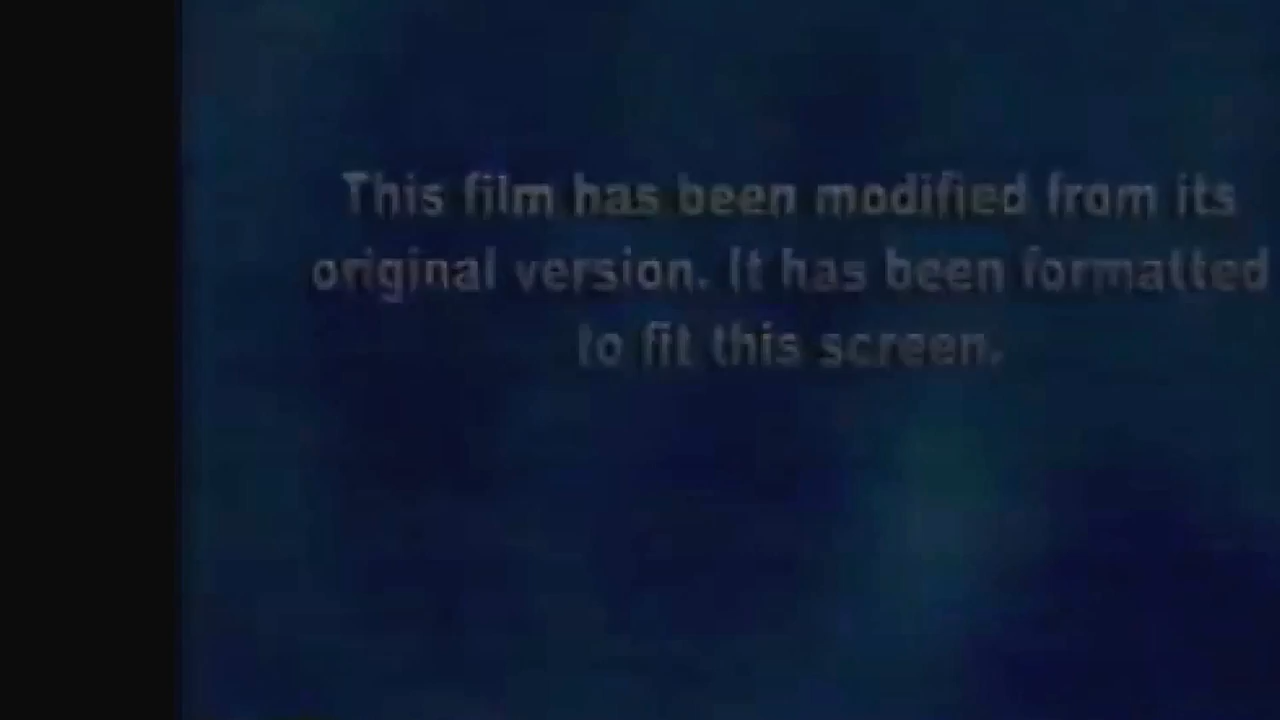 This film has been modified from its
original version. It has been formatted
to fit this screen.